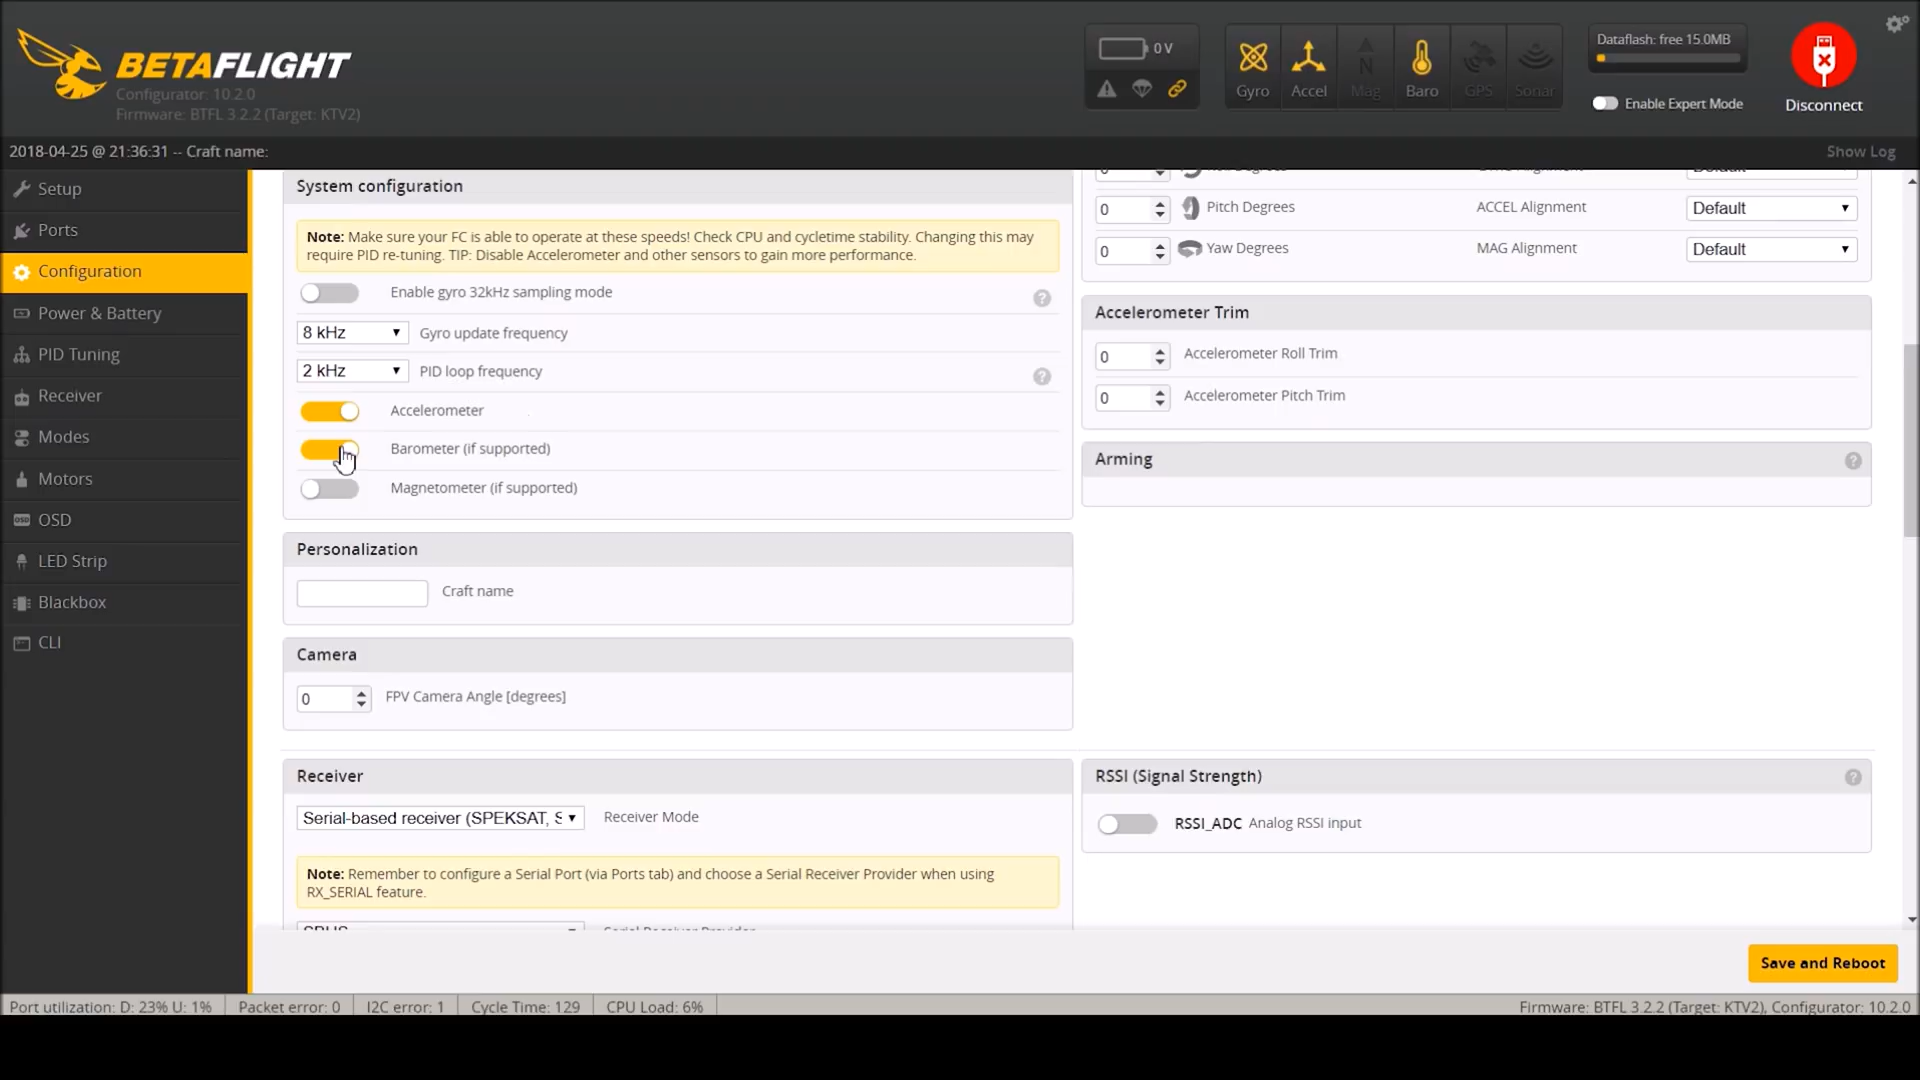 BETAFLIGHT
Configurator: 10.2.0
Firmware: BTFL 3.2.2 (Target: KTV2)
0 V
Gyro
Accel
Mag
Baro
GPS
Sonar
Dataflash: free 15.0MB
Enable Expert Mode
Disconnect
2018-04-25 @ 21:36:31 -- Craft name:
Show Log
Setup
Ports
Configuration
Power & Battery
PID Tuning
Receiver
Modes
Motors
OSD
LED Strip
Blackbox
CLI
System configuration
Note: Make sure your FC is able to operate at these speeds! Check CPU and cycletime stability. Changing this may
require PID re-tuning. TIP: Disable Accelerometer and other sensors to gain more performance.
Enable gyro 32kHz sampling mode
8 kHz Gyro update frequency
2 kHz PID loop frequency
Accelerometer
Barometer (if supported)
Magnetometer (if supported)
Personalization
Craft name
Camera
0 FPV Camera Angle [degrees]
Receiver
Serial-based receiver (SPEKSAT, S Receiver Mode
Note: Remember to configure a Serial Port (via Ports tab) and choose a Serial Receiver Provider when using
RX_SERIAL feature.
0 Pitch Degrees ACCEL Alignment Default
0 Yaw Degrees MAG Alignment Default
Accelerometer Trim
0 Accelerometer Roll Trim
0 Accelerometer Pitch Trim
Arming
RSSI (Signal Strength)
RSSI_ADC Analog RSSI input
Save and Reboot
Port utilization: D: 23% U: 1% Packet error: 0 I2C error: 1 Cycle Time: 129 CPU Load: 6% Firmware: BTFL 3.2.2 (Target: KTV2), Configurator: 10.2.0